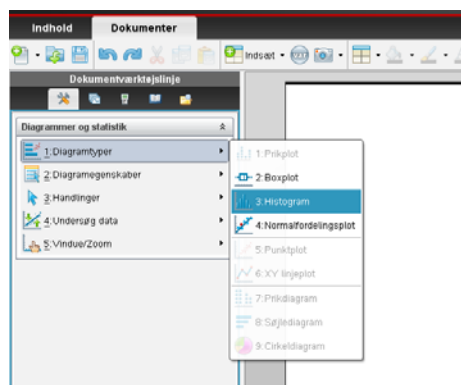 Indhold Dokumenter
Indsæt
Dokumentværktøjslinje
Diagrammer og statistik
1:Diagramtyper
2:Diagramegenskaber
3:Handlinger
4:Undersøg data
5:Vindue/Zoom
1:Prikplot
2:Boxplot
3:Histogram
4:Normalfordelingsplot
5:Punktplot
6:XY linjeplot
7:Prikdiagram
8:Søjlediagram
9:Cirkeldiagram